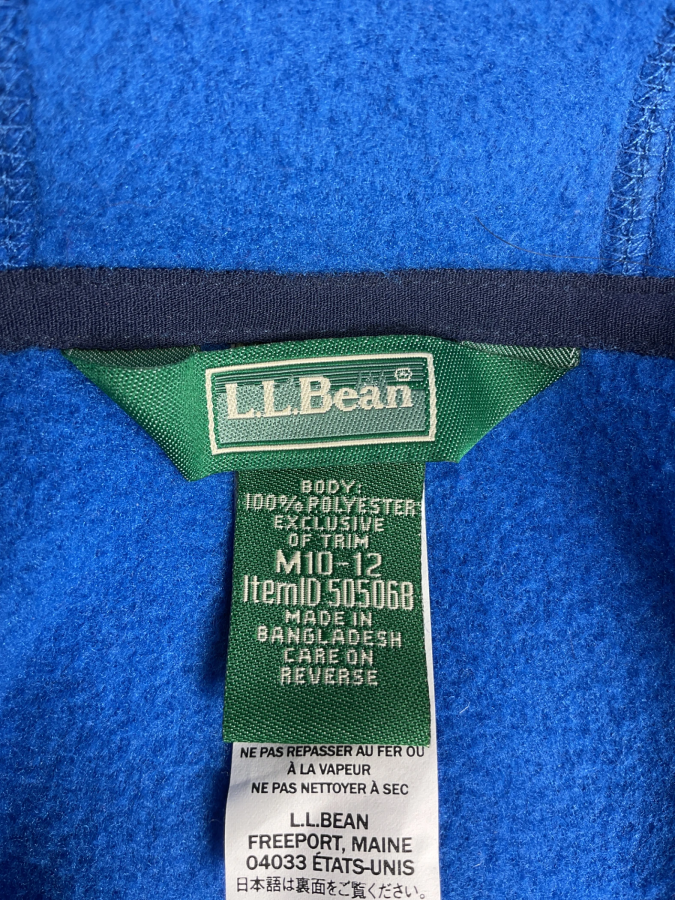 L.L.Bean
BODY:
100% POLYESTER
EXCLUSIVE
OF TRIM
M10-12
ItemID 505068
MADE IN
BANGLADESH
CARE ON
REVERSE
NE PAS REPASSER AU FER OU
À LA VAPEUR
NE PAS NETTOYER À SEC
L.L.BEAN
FREEPORT, MAINE
04033 ÉTATS-UNIS
日本語は裏面をご覧ください。